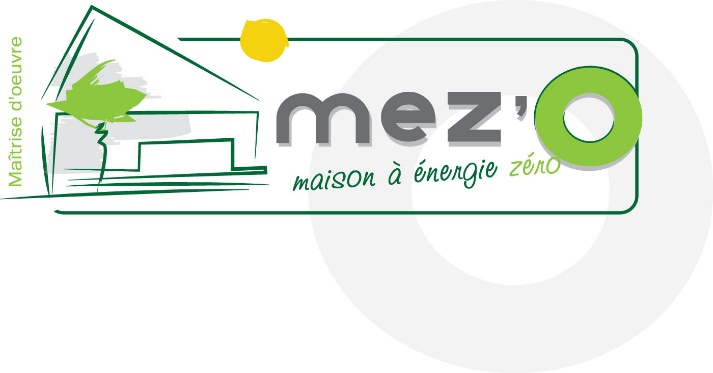 Maîtrise d'oeuvre
mez'O
maison à énergie zéro